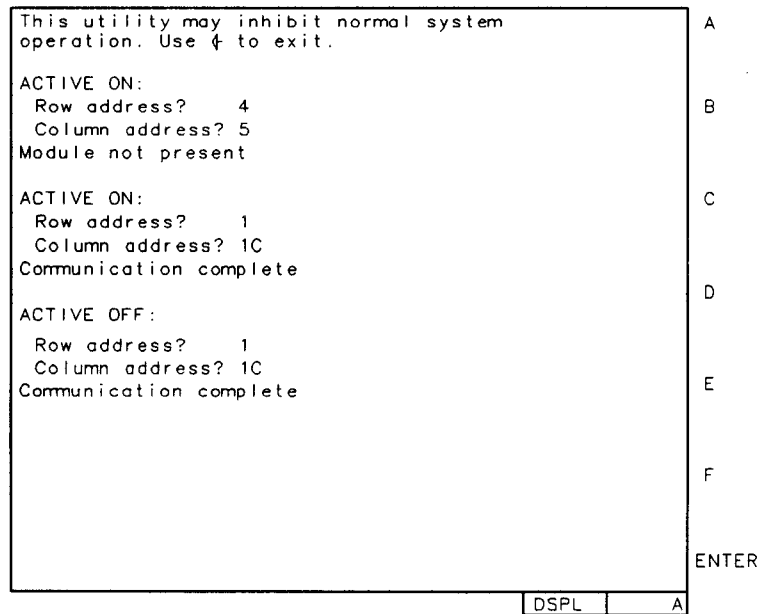 This utility may inhibit normal system
operation. Use ¢ to exit.
ACTIVE ON:
Row address? 4
Column address? 5
Module not present
ACTIVE ON:
Row address? 1
Column address? 1C
Communication complete
ACTIVE OFF:
Row address? 1
Column address? 1C
Communication complete
A
B
C
D
E
F
ENTER
DSPL A